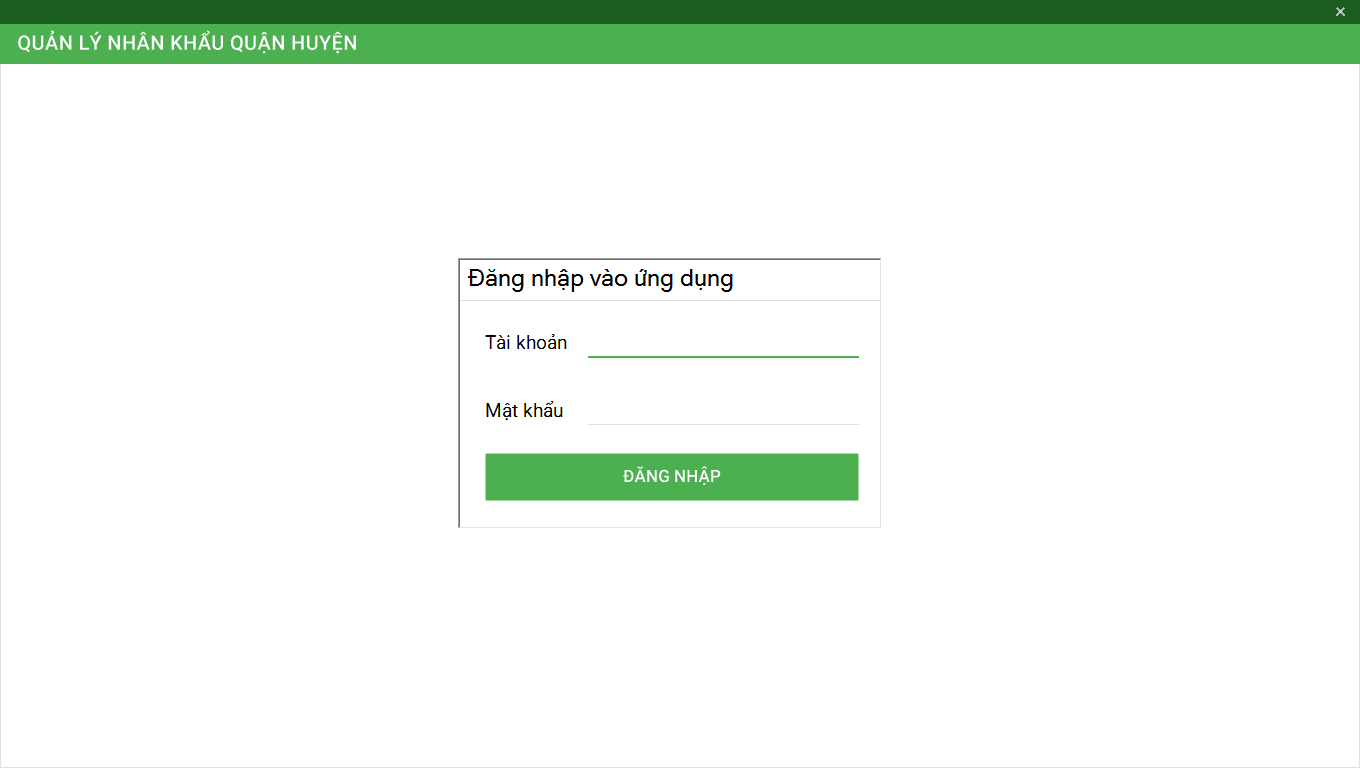 QUẢN LÝ NHÂN KHẨU QUẬN HUYỆN
Đăng nhập vào ứng dụng
Tài khoản
Mật khẩu
ĐĂNG NHẬP